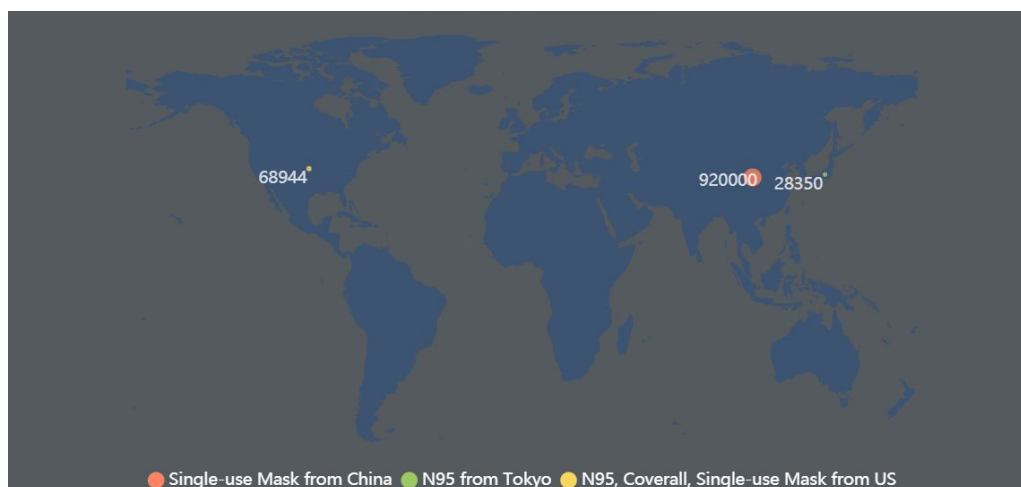 68944
920000
28350
Single-use Mask from China N95 from Tokyo N95, Coverall, Single-use Mask from US